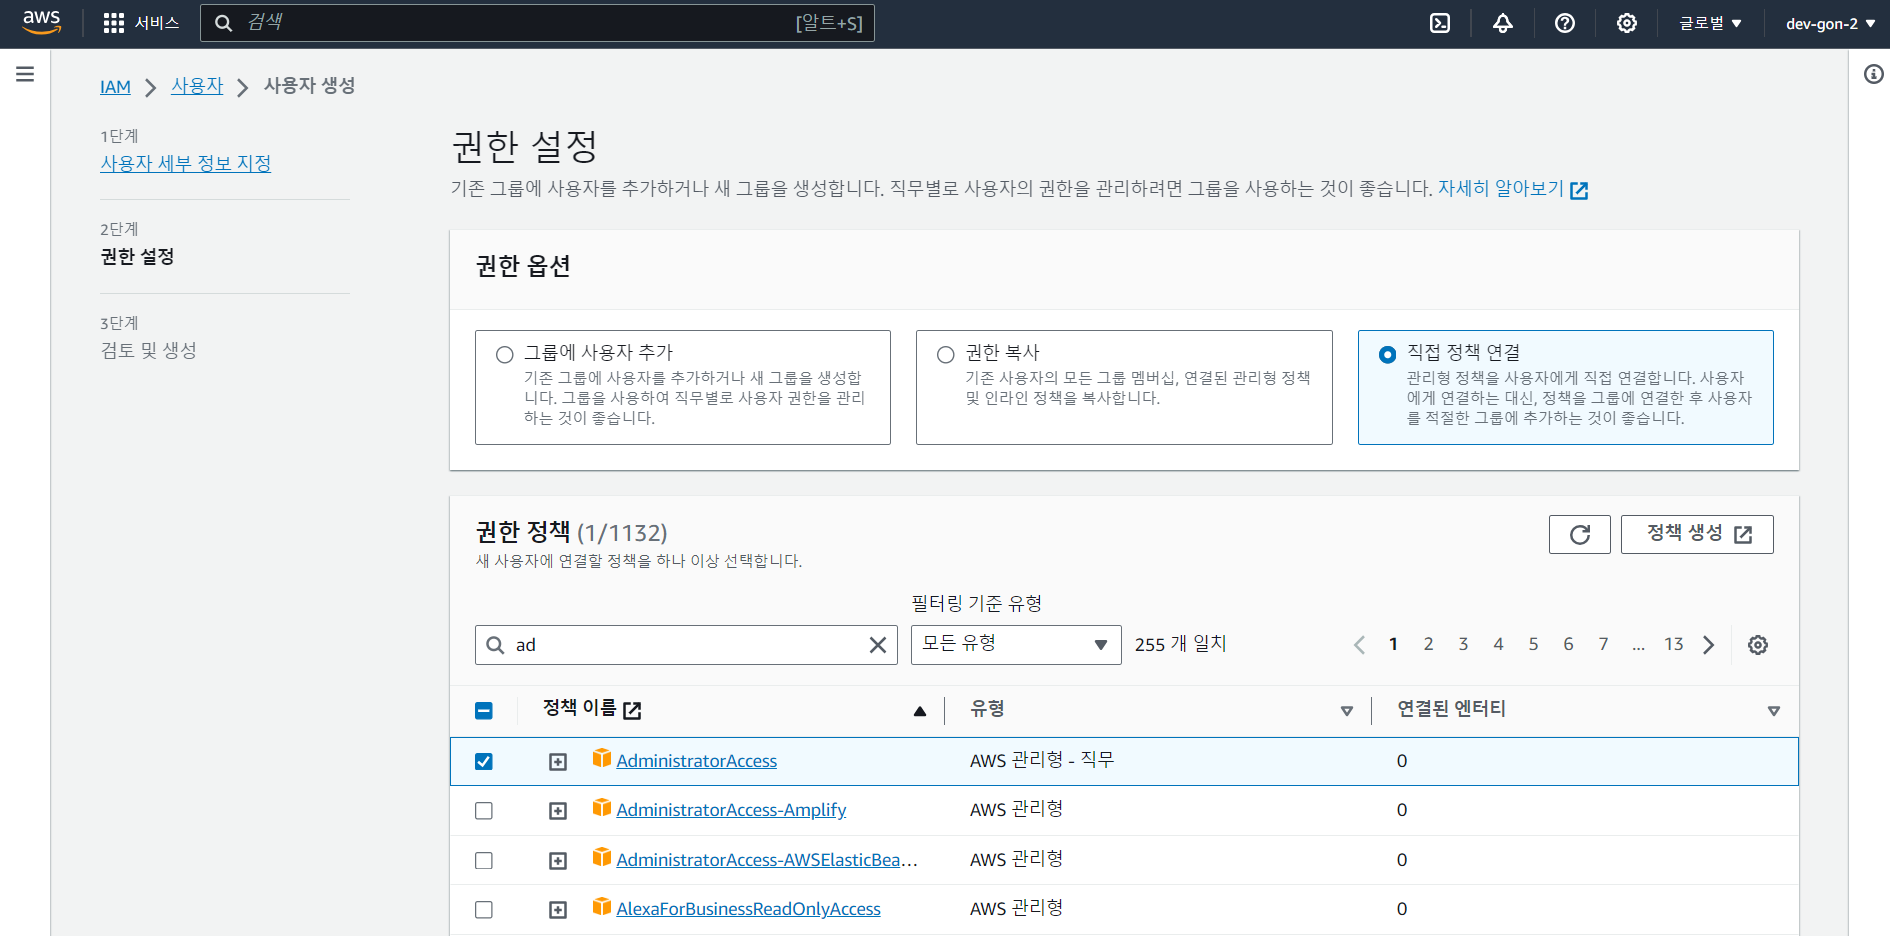 aws
서비스
검색
[알트+S]
글로벌
dev-gon-2
IAM
사용자
사용자 생성
1단계
사용자 세부 정보 지정
2단계
권한 설정
3단계
검토 및 생성
권한 설정
기존 그룹에 사용자를 추가하거나 새 그룹을 생성합니다. 직무별로 사용자의 권한을 관리하려면 그룹을 사용하는 것이 좋습니다. 자세히 알아보기
권한 옵션
그룹에 사용자 추가
기존 그룹에 사용자를 추가하거나 새 그룹을 생성합
니다. 그룹을 사용하여 직무별로 사용자 권한을 관리
하는 것이 좋습니다.
권한 복사
기존 사용자의 모든 그룹 멤버십, 연결된 관리형 정책
및 인라인 정책을 복사합니다.
직접 정책 연결
관리형 정책을 사용자에게 직접 연결합니다. 사용자
에게 연결하는 대신, 정책을 그룹에 연결한 후 사용자
를 적절한 그룹에 추가하는 것이 좋습니다.
권한 정책 (1/1132)
새 사용자에 연결할 정책을 하나 이상 선택합니다.
정책 생성
필터링 기준 유형
ad
모든 유형
255 개 일치
1 2 3 4 5 6 7 ... 13
정책 이름
유형
연결된 엔터티
AdministratorAccess AWS 관리형 - 직무 0
AdministratorAccess-Amplify AWS 관리형 0
AdministratorAccess-AWSElasticBea... AWS 관리형 0
AlexaForBusinessReadOnlyAccess AWS 관리형 0